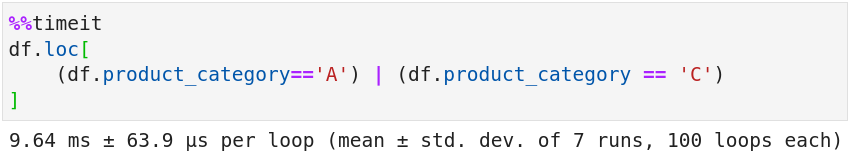 %%timeit
df.loc[
    (df.product_category=='A') | (df.product_category == 'C')
]
9.64 ms ± 63.9 µs per loop (mean ± std. dev. of 7 runs, 100 loops each)